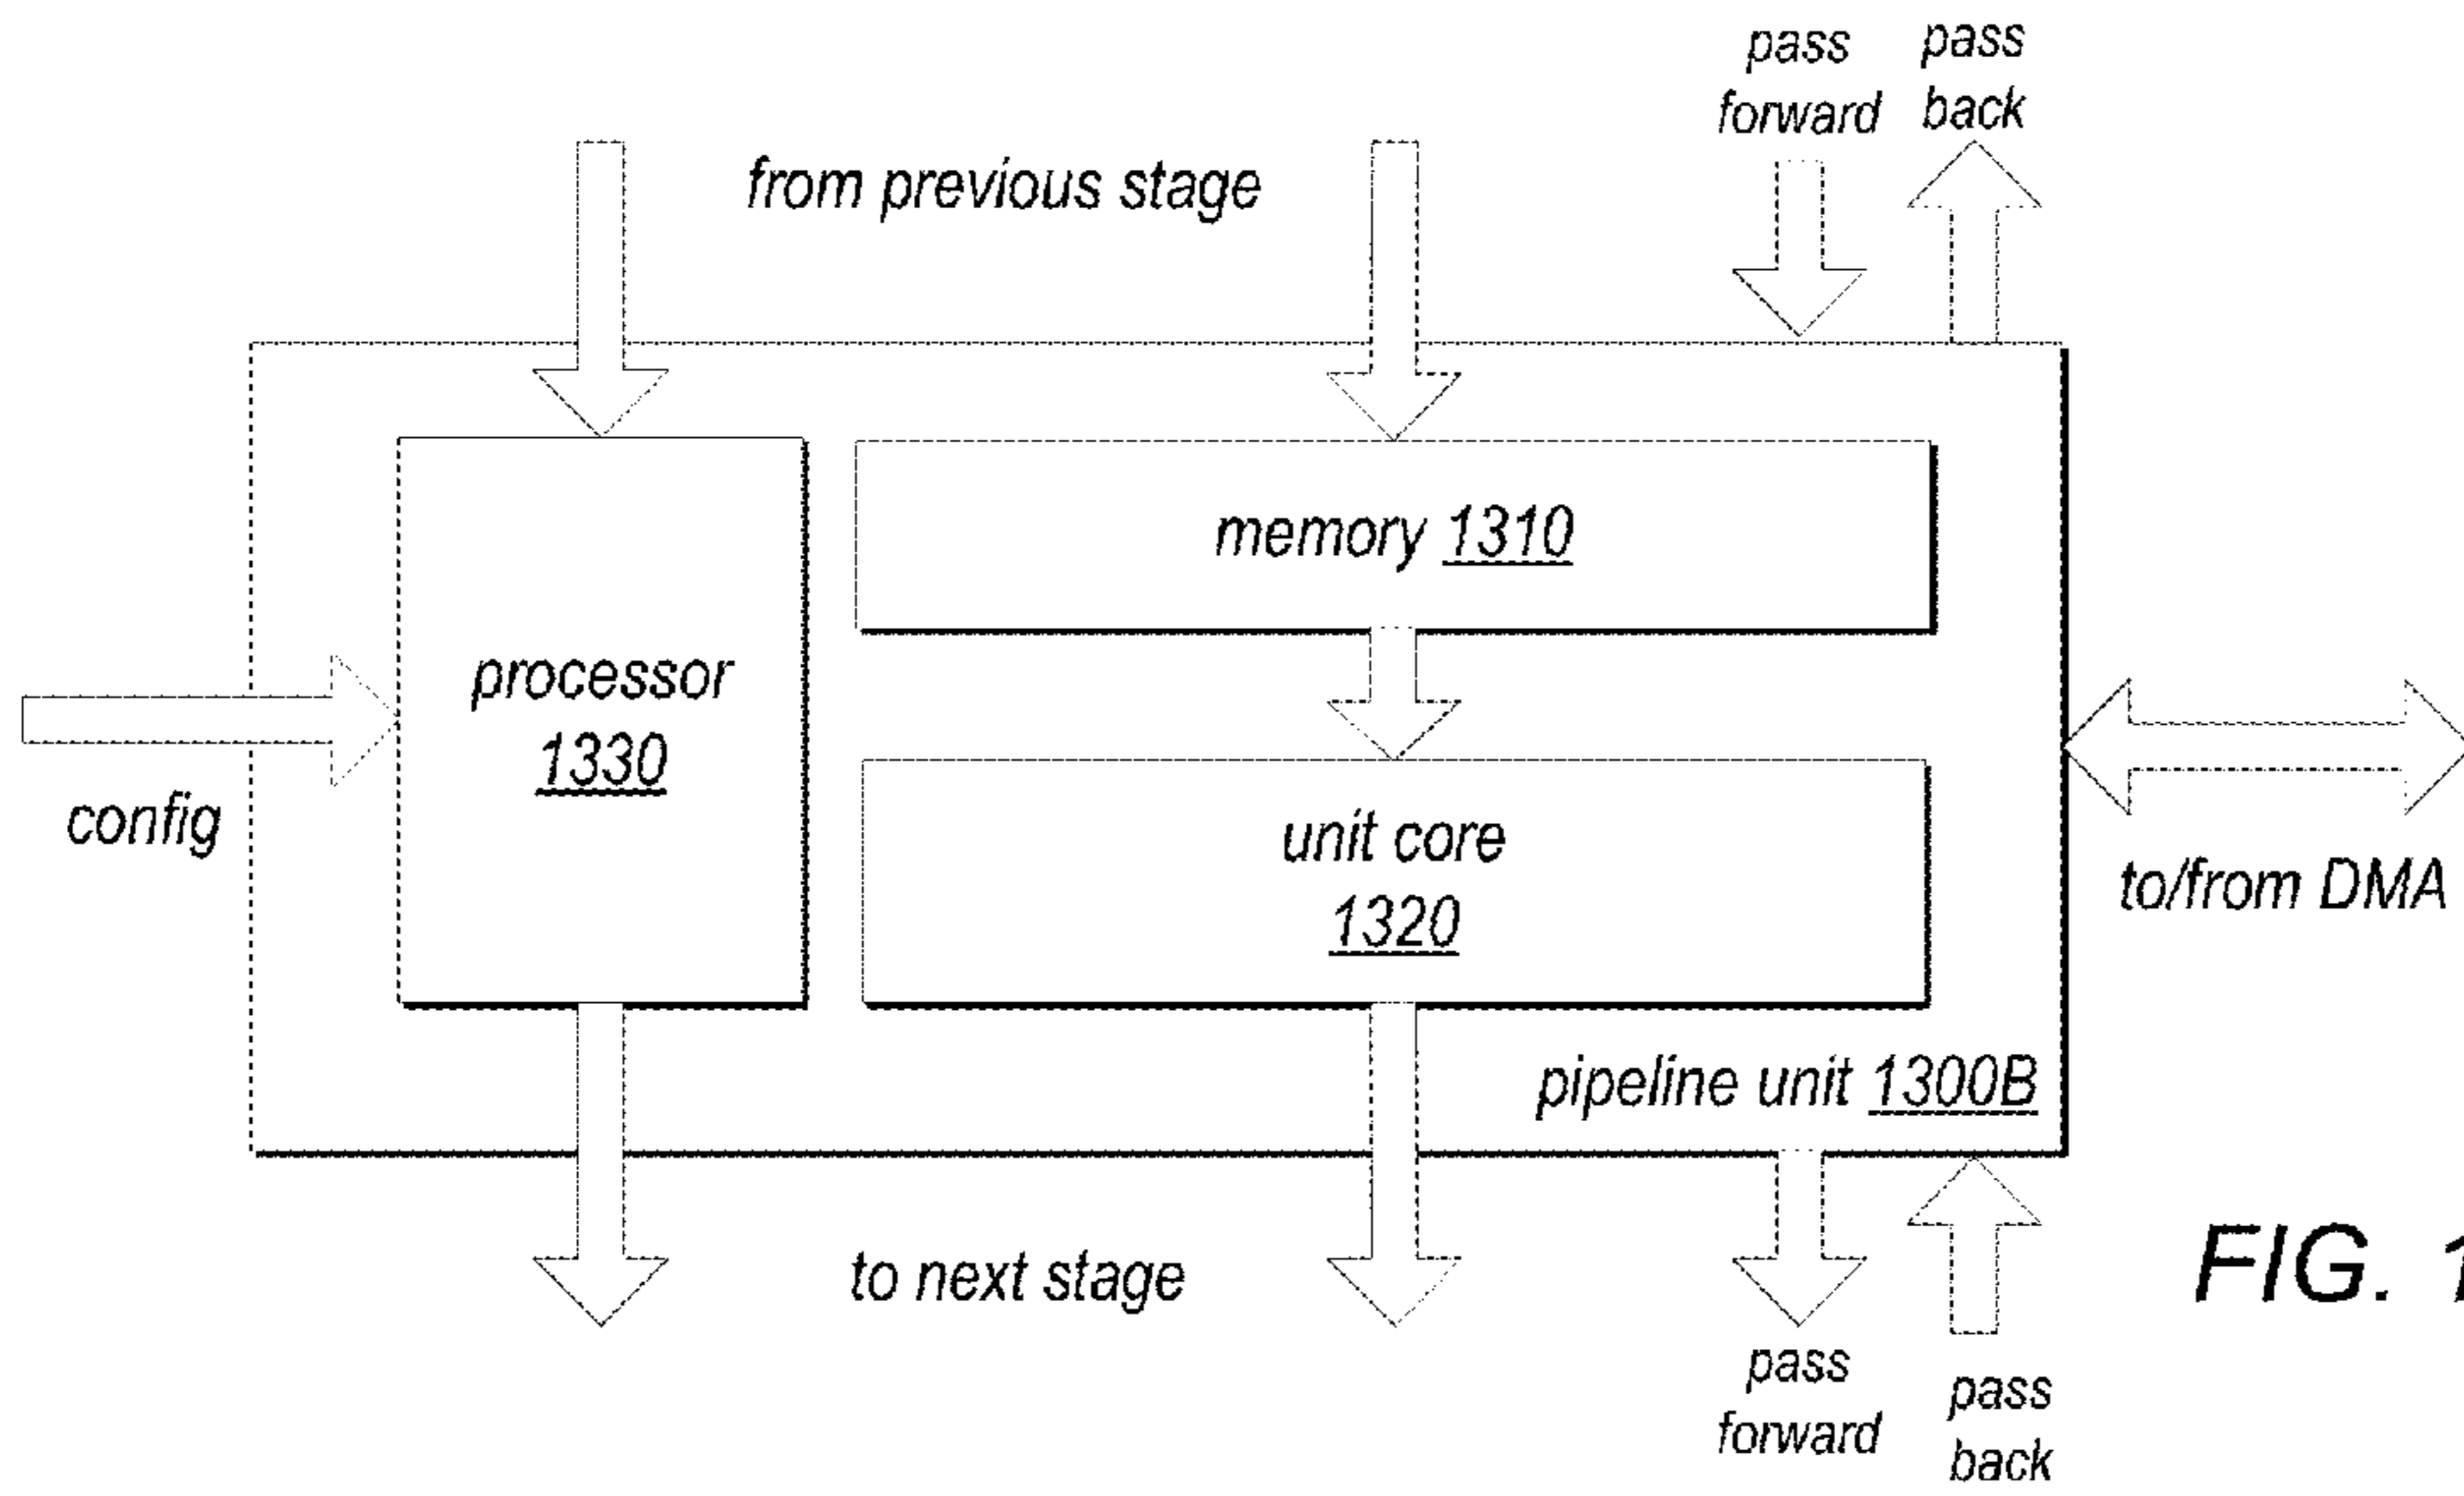 pass
forward
pass
back
from previous stage
memory 1310
processor
1330
config
unit core
1320
to/from DMA
pipeline unit 1300B
to next stage
FIG.
pass
forward
pass
back